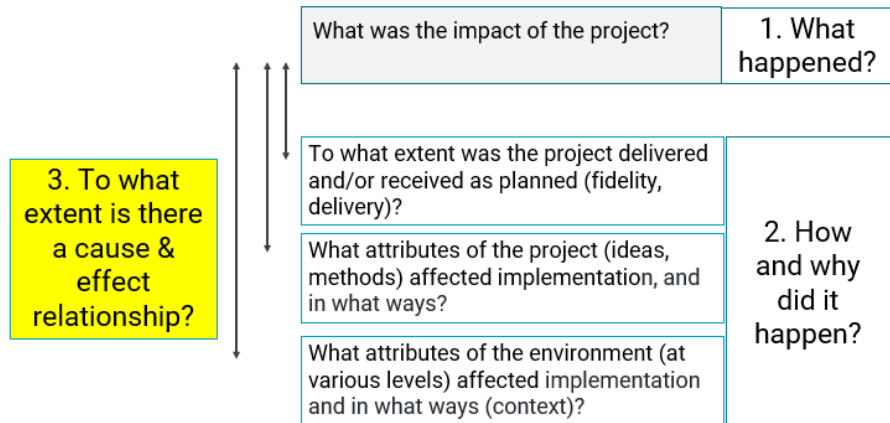 What was the impact of the project?
1. What
happened?
To what extent was the project delivered
and/or received as planned (fidelity,
delivery)?
3. To what
extent is there
a cause &
effect
relationship?
What attributes of the project (ideas,
methods) affected implementation, and
in what ways?
2. How
and why
did it
happen?
What attributes of the environment (at
various levels) affected implementation
and in what ways (context)?